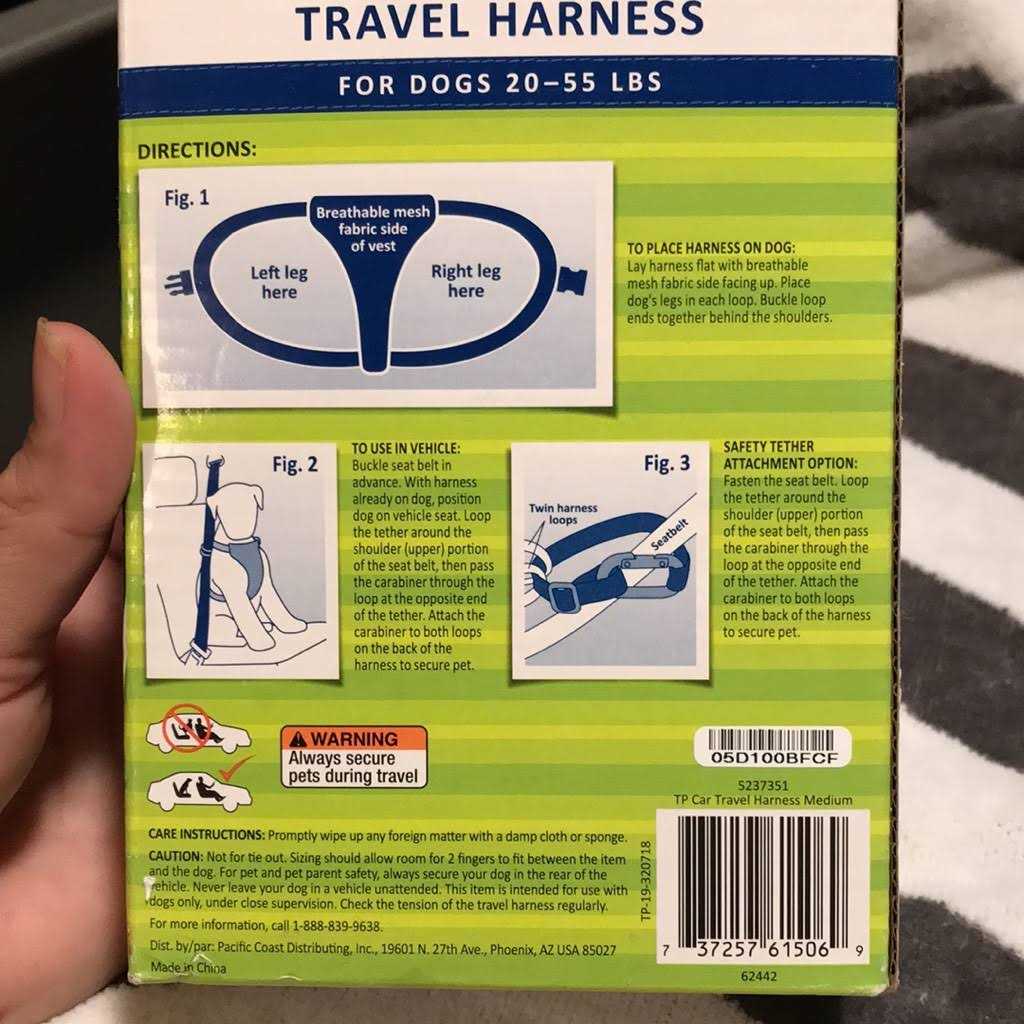 TRAVEL HARNESS
FOR DOGS 20–55 LBS
DIRECTIONS:
Fig. 1
Breathable mesh
fabric side
of vest
Left leg
here
Right leg
here
TO PLACE HARNESS ON DOG:
Lay harness flat with breathable
mesh fabric side facing up. Place
dog's legs in each loop. Buckle loop
ends together behind the shoulders.
Fig. 2
TO USE IN VEHICLE:
Buckle seat belt in
advance. With harness
already on dog, position
dog on vehicle seat. Loop
the tether around the
shoulder (upper) portion
of the seat belt, then pass
the carabiner through the
loop at the opposite end
of the tether. Attach the
carabiner to both loops
on the back of the
harness to secure pet.
Fig. 3
Twin harness
loops
Seatbelt
SAFETY TETHER
ATTACHMENT OPTION:
Fasten the seat belt. Loop
the tether around the
shoulder (upper) portion
of the seat belt, then pass
the carabiner through the
loop at the opposite end
of the tether. Attach the
carabiner to both loops
on the back of the harness
to secure pet.
WARNING
Always secure
pets during travel
05D100BFCF
5237351
TP Car Travel Harness Medium
CARE INSTRUCTIONS: Promptly wipe up any foreign matter with a damp cloth or sponge.
CAUTION: Not for tie out. Sizing should allow room for 2 fingers to fit between the item
and the dog. For pet and pet parent safety, always secure your dog in the rear of the
vehicle. Never leave your dog in a vehicle unattended. This item is intended for use with
dogs only, under close supervision. Check the tension of the travel harness regularly.
For more information, call 1-888-839-9638.
Dist. by/par: Pacific Coast Distributing, Inc., 19601 N. 27th Ave., Phoenix, AZ USA 85027
Made in China
TP-19-320718
7 37257 61506 9
62442